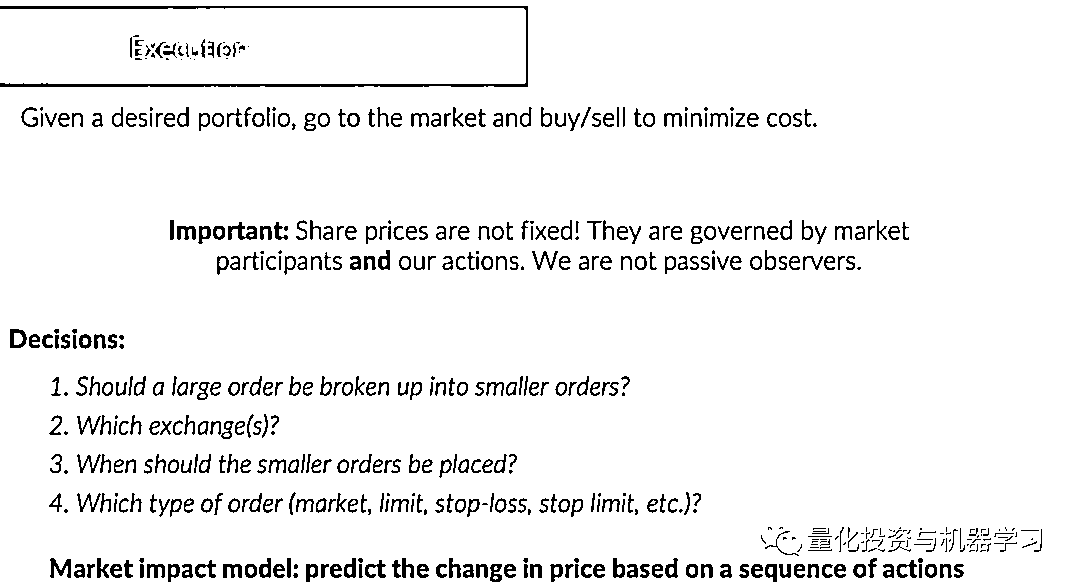 Execution
Given a desired portfolio, go to the market and buy/sell to minimize cost.
Important: Share prices are not fixed! They are governed by market
participants and our actions. We are not passive observers.
Decisions:
1. Should a large order be broken up into smaller orders?
2. Which exchange(s)?
3. When should the smaller orders be placed?
4. Which type of order (market, limit, stop-loss, stop limit, etc.)?
量化投资与机器学习
Market impact model: predict the change in price based on a sequence of actions